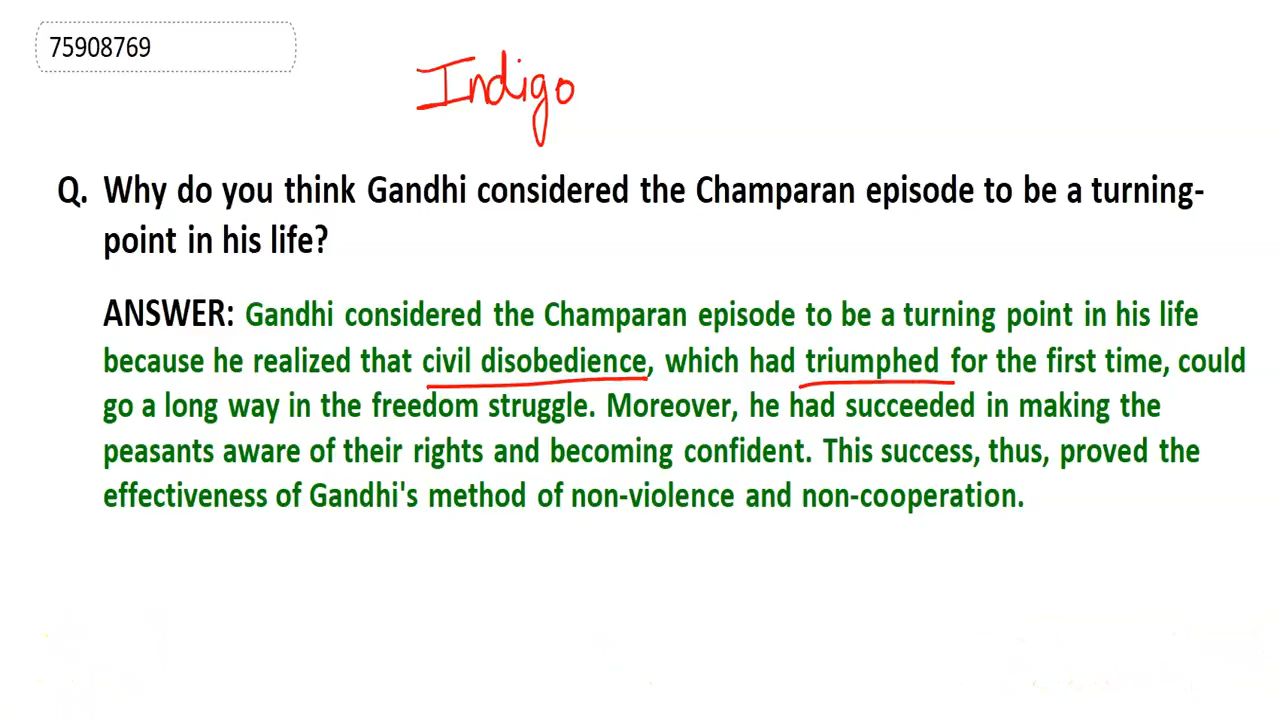 75908769
Indigo
Q. Why do you think Gandhi considered the Champaran episode to be a turning-
point in his life?
ANSWER: Gandhi considered the Champaran episode to be a turning point in his life
because he realized that civil disobedience, which had triumphed for the first time, could
go a long way in the freedom struggle. Moreover, he had succeeded in making the
peasants aware of their rights and becoming confident. This success, thus, proved the
effectiveness of Gandhi's method of non-violence and non-cooperation.